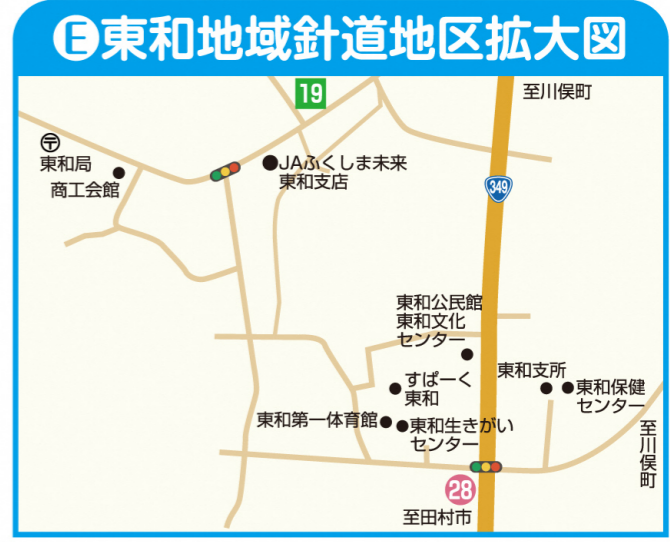 E東和地域針道地区拡大図
19
至川俣町
〒
東和局
商工会館
JAふくしま未来
東和支店
349
東和公民館
東和文化
センター
すぱーく
東和
東和支所
東和保健
センター
東和第一体育館
東和生きがい
センター
至川俣町
28
至田村市